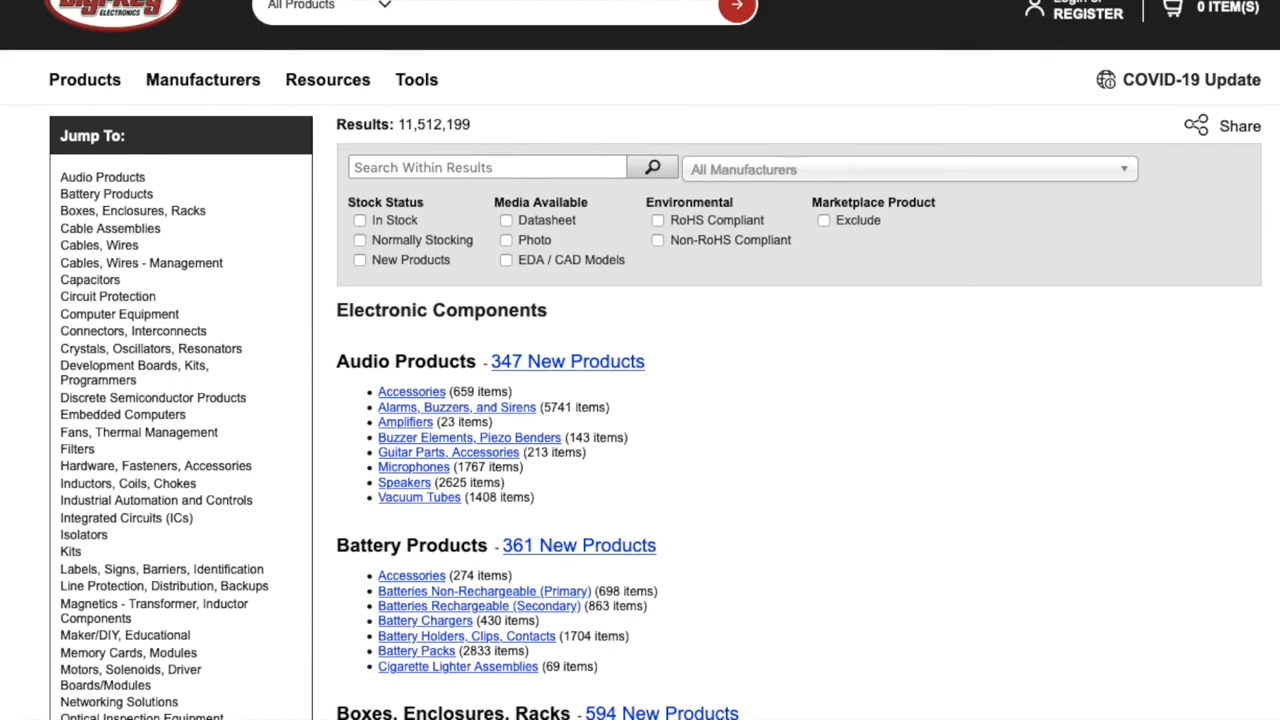 Digi-Key
ELECTRONICS
All Products
Login or
REGISTER
0 ITEM(S)
Products
Manufacturers
Resources
Tools
COVID-19 Update
Jump To:
Audio Products
Battery Products
Boxes, Enclosures, Racks
Cable Assemblies
Cables, Wires
Cables, Wires - Management
Capacitors
Circuit Protection
Computer Equipment
Connectors, Interconnects
Crystals, Oscillators, Resonators
Development Boards, Kits,
Programmers
Discrete Semiconductor Products
Embedded Computers
Fans, Thermal Management
Filters
Hardware, Fasteners, Accessories
Inductors, Coils, Chokes
Industrial Automation and Controls
Integrated Circuits (ICs)
Isolators
Kits
Labels, Signs, Barriers, Identification
Line Protection, Distribution, Backups
Magnetics - Transformer, Inductor
Components
Maker/DIY, Educational
Memory Cards, Modules
Motors, Solenoids, Driver
Boards/Modules
Networking Solutions
Optical Inspection Equipment
Results: 11,512,199
Share
Search Within Results
All Manufacturers
Stock Status
In Stock
Normally Stocking
New Products
Media Available
Datasheet
Photo
EDA / CAD Models
Environmental
RoHS Compliant
Non-RoHS Compliant
Marketplace Product
Exclude
Electronic Components
Audio Products - 347 New Products
• Accessories (659 items)
• Alarms, Buzzers, and Sirens (5741 items)
• Amplifiers (23 items)
• Buzzer Elements, Piezo Benders (143 items)
• Guitar Parts, Accessories (213 items)
• Microphones (1767 items)
• Speakers (2625 items)
• Vacuum Tubes (1408 items)
Battery Products - 361 New Products
• Accessories (274 items)
• Batteries Non-Rechargeable (Primary) (698 items)
• Batteries Rechargeable (Secondary) (863 items)
• Battery Chargers (430 items)
• Battery Holders, Clips, Contacts (1704 items)
• Battery Packs (2833 items)
• Cigarette Lighter Assemblies (69 items)
Boxes, Enclosures, Racks - 594 New Products